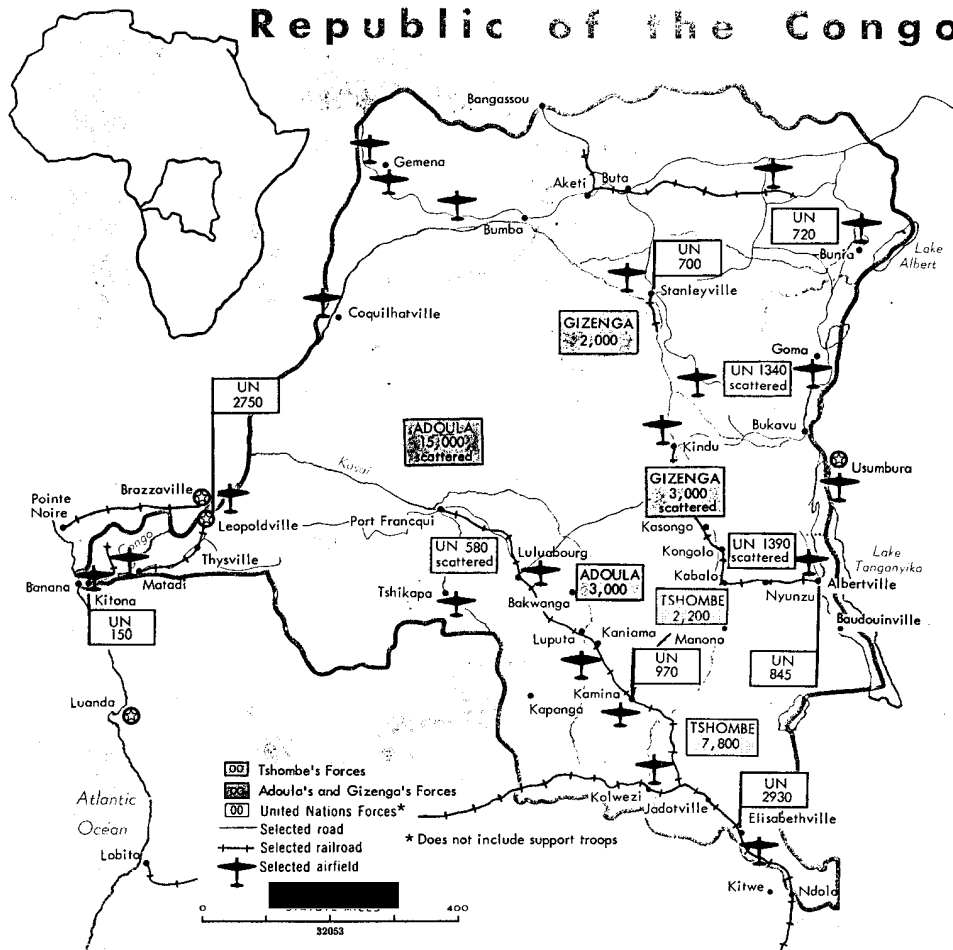 Republic of the Congo
Bangassou
Gemena
Aketi
Buta
Bumba
UN
720
Bunia
Lake
Albert
UN
700
Stanleyville
Coquilhatville
GIZENGA
2,000
Goma
UN 1340
scattered
UN
2750
ADOULA
15,000
scattered
Bukavu
Kindu
Usumbura
Kasai
GIZENGA
3,000
scattered
Pointe
Noire
Brazzaville
Leopoldville
Port Francqui
Kasongo
Congo
Thysville
UN 580
scattered
Luluabourg
Kongolo
UN 1390
scattered
Lake
Tanganyika
Banana
Kitona
Matadi
Tshikapa
Bakwanga
ADOULA
3,000
Kabalo
Nyunzu
Albertville
UN
150
TSHOMBE
2,200
Baudouinville
Luputa
Kaniama
Manono
UN
970
UN
845
Kamina
Kapanga
Luanda
TSHOMBE
7,800
00 Tshombe's Forces
00 Adoula's and Gizenga's Forces
00 United Nations Forces*
Selected road
Selected railroad
Selected airfield
* Does not include support troops
Atlantic
Ocean
Lobito
Kolwezi
Jadotville
UN
2930
Elisabethville
Kitwe
Ndola
STATUTE MILES
0 400
32053